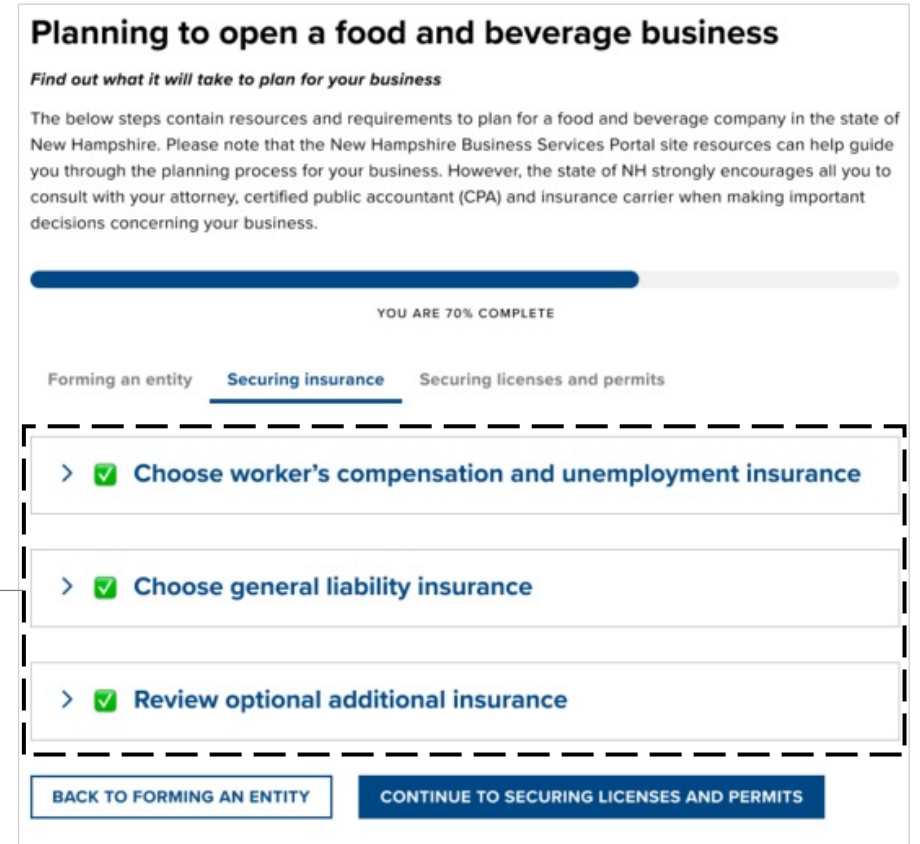 Planning to open a food and beverage business
Find out what it will take to plan for your business
The below steps contain resources and requirements to plan for a food and beverage company in the state of
New Hampshire. Please note that the New Hampshire Business Services Portal site resources can help guide
you through the planning process for your business. However, the state of NH strongly encourages all you to
consult with your attorney, certified public accountant (CPA) and insurance carrier when making important
decisions concerning your business.
YOU ARE 70% COMPLETE
Forming an entity Securing insurance Securing licenses and permits
Choose worker's compensation and unemployment insurance
Choose general liability insurance
Review optional additional insurance
BACK TO FORMING AN ENTITY CONTINUE TO SECURING LICENSES AND PERMITS